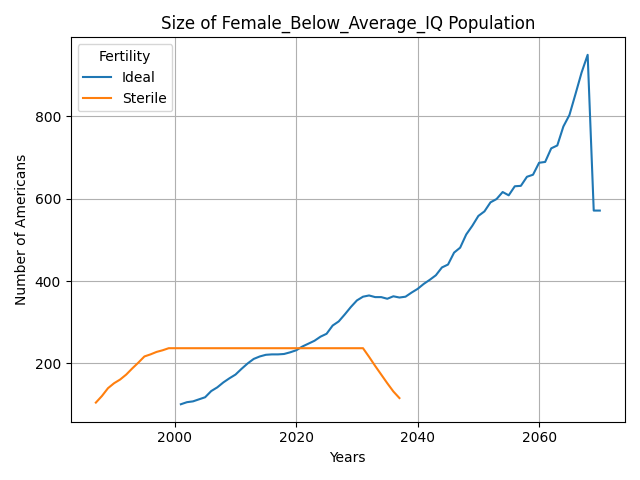 Size of Female_Below_Average_IQ Population
Fertility
Ideal
Sterile
Number of Americans
800
600
400
200
2000 2020 2040 2060
Years